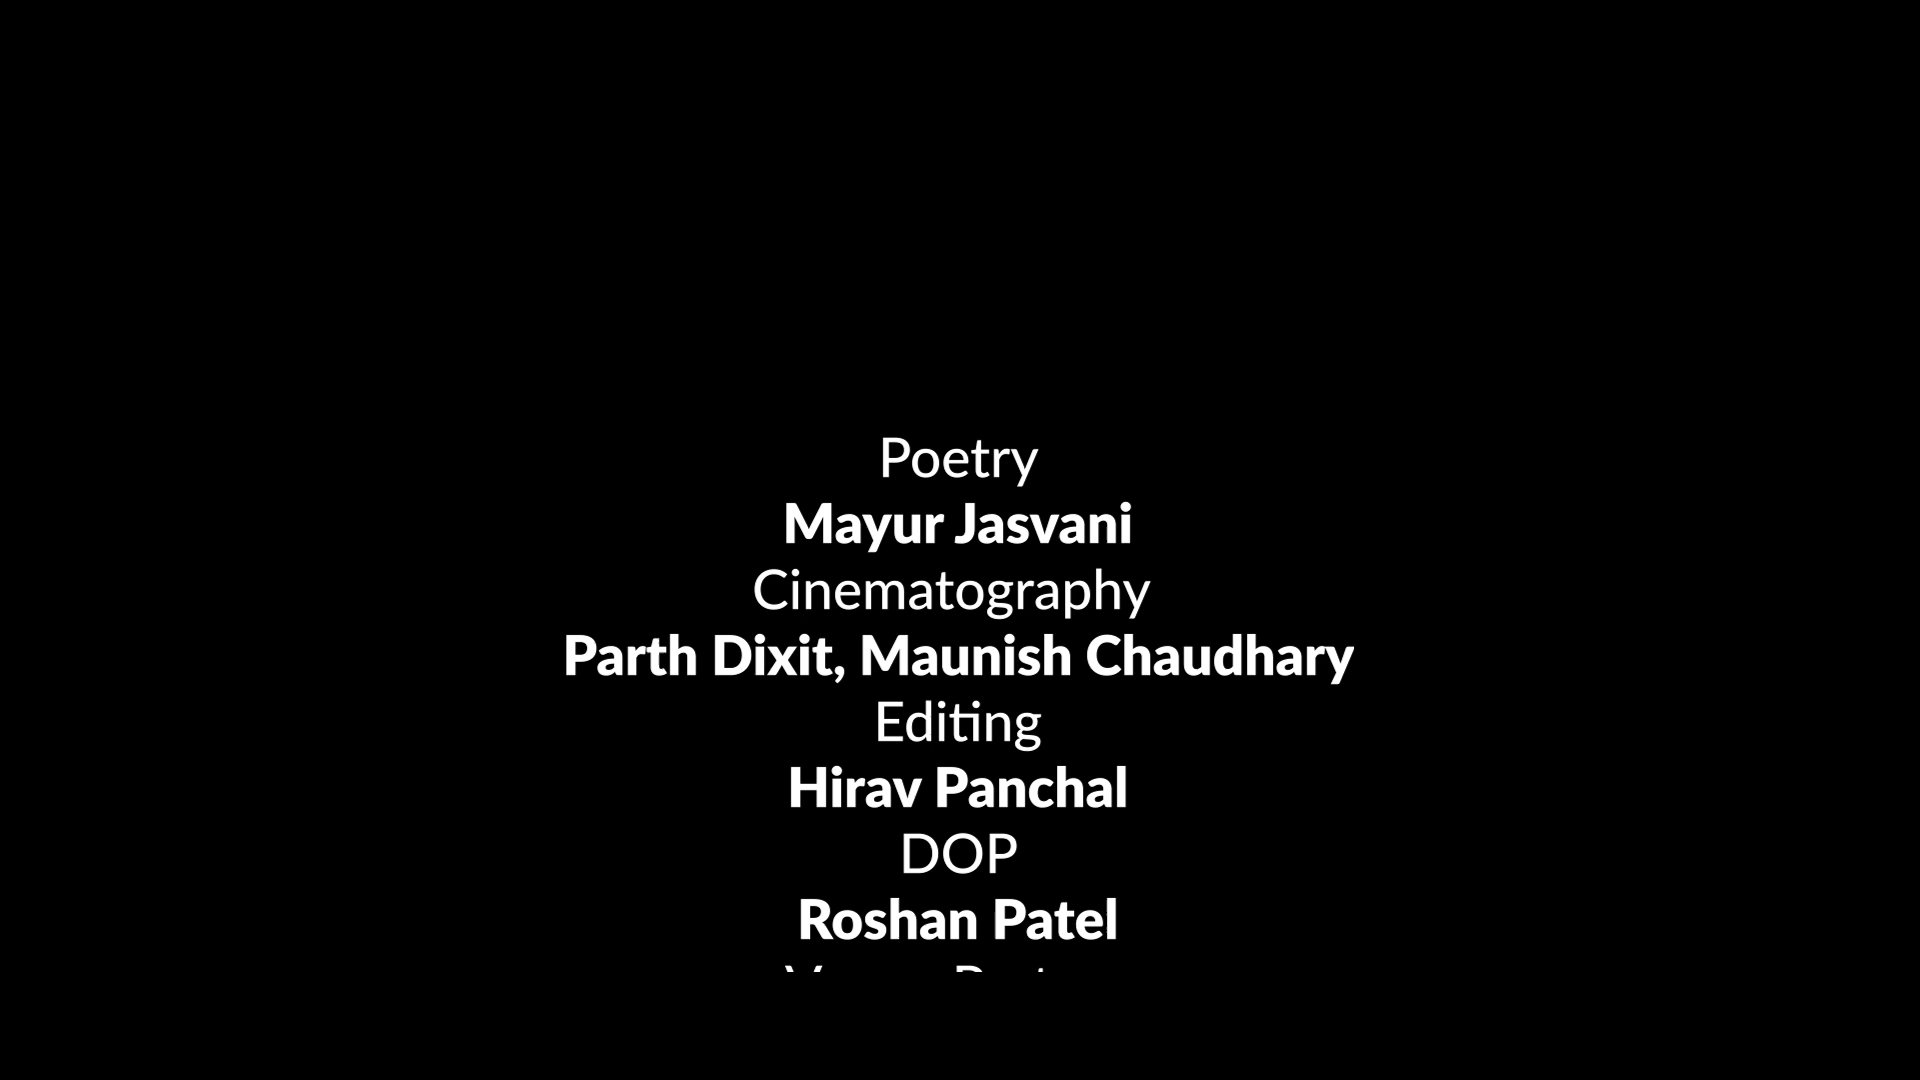 Poetry
Mayur Jasvani
Cinematography
Parth Dixit, Maunish Chaudhary
Editing
Hirav Panchal
DOP
Roshan Patel